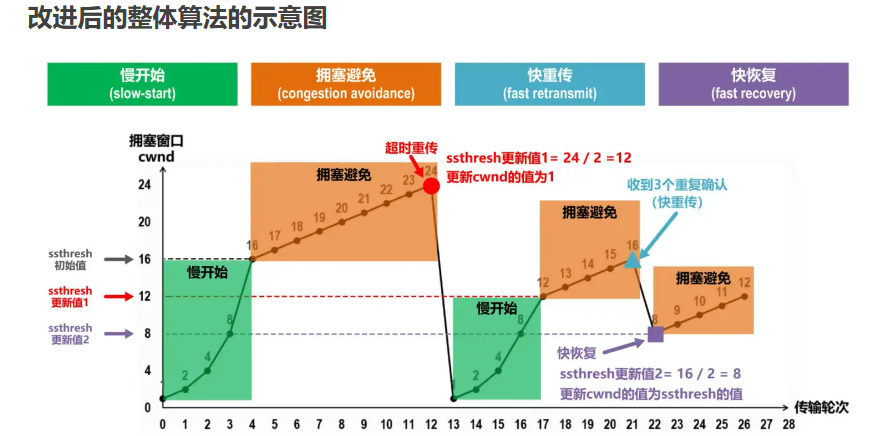 改进后的整体算法的示意图
慢开始
(slow-start)
拥塞避免
(congestion avoidance)
快重传
(fast retransmit)
快恢复
(fast recovery)
拥塞窗口
cwnd
超时重传
ssthresh更新值1= 24 / 2 =12
更新cwnd的值为1
拥塞避免
收到3个重复确认
（快重传）
拥塞避免
慢开始
拥塞避免
慢开始
ssthresh
初始值
ssthresh
更新值1
ssthresh
更新值2
24
20
16
12
8
4
0
1
2
4
8
16
17
18
19
20
21
22
23
24
1
2
4
8
12
13
14
15
16
8
9
10
11
12
快恢复
ssthresh更新值2= 16 / 2 = 8
更新cwnd的值为ssthresh的值
传输轮次
0 1 2 3 4 5 6 7 8 9 10 11 12 13 14 15 16 17 18 19 20 21 22 23 24 25 26 27 28